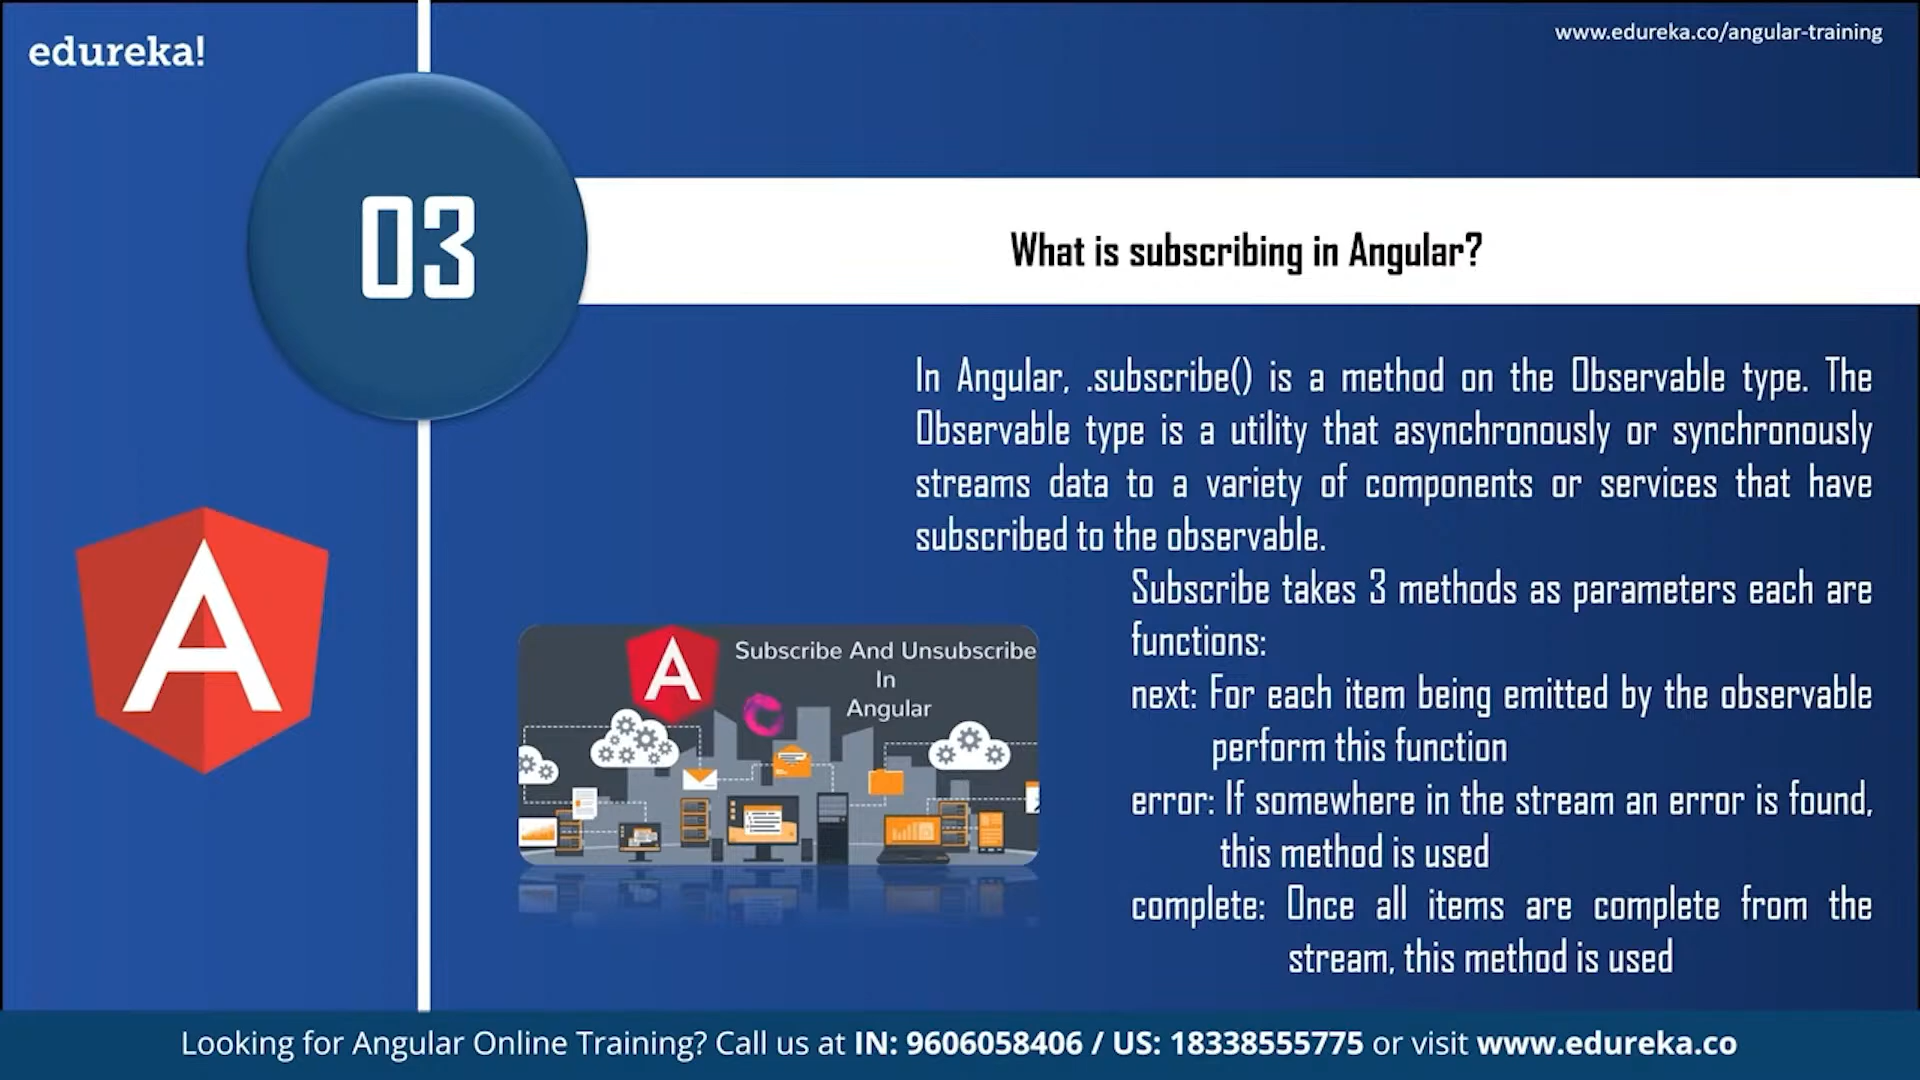 edureka!
www.edureka.co/angular-training
03
What is subscribing in Angular?
In Angular, .subscribe() is a method on the Observable type. The
Observable type is a utility that asynchronously or synchronously
streams data to a variety of components or services that have
subscribed to the observable.
Subscribe takes 3 methods as parameters each are
functions:
next: For each item being emitted by the observable
perform this function
error: If somewhere in the stream an error is found,
this method is used
complete: Once all items are complete from the
stream, this method is used
A
A
Subscribe And Unsubscribe
In
Angular
Looking for Angular Online Training? Call us at IN: 9606058406 / US: 18338555775 or visit www.edureka.co